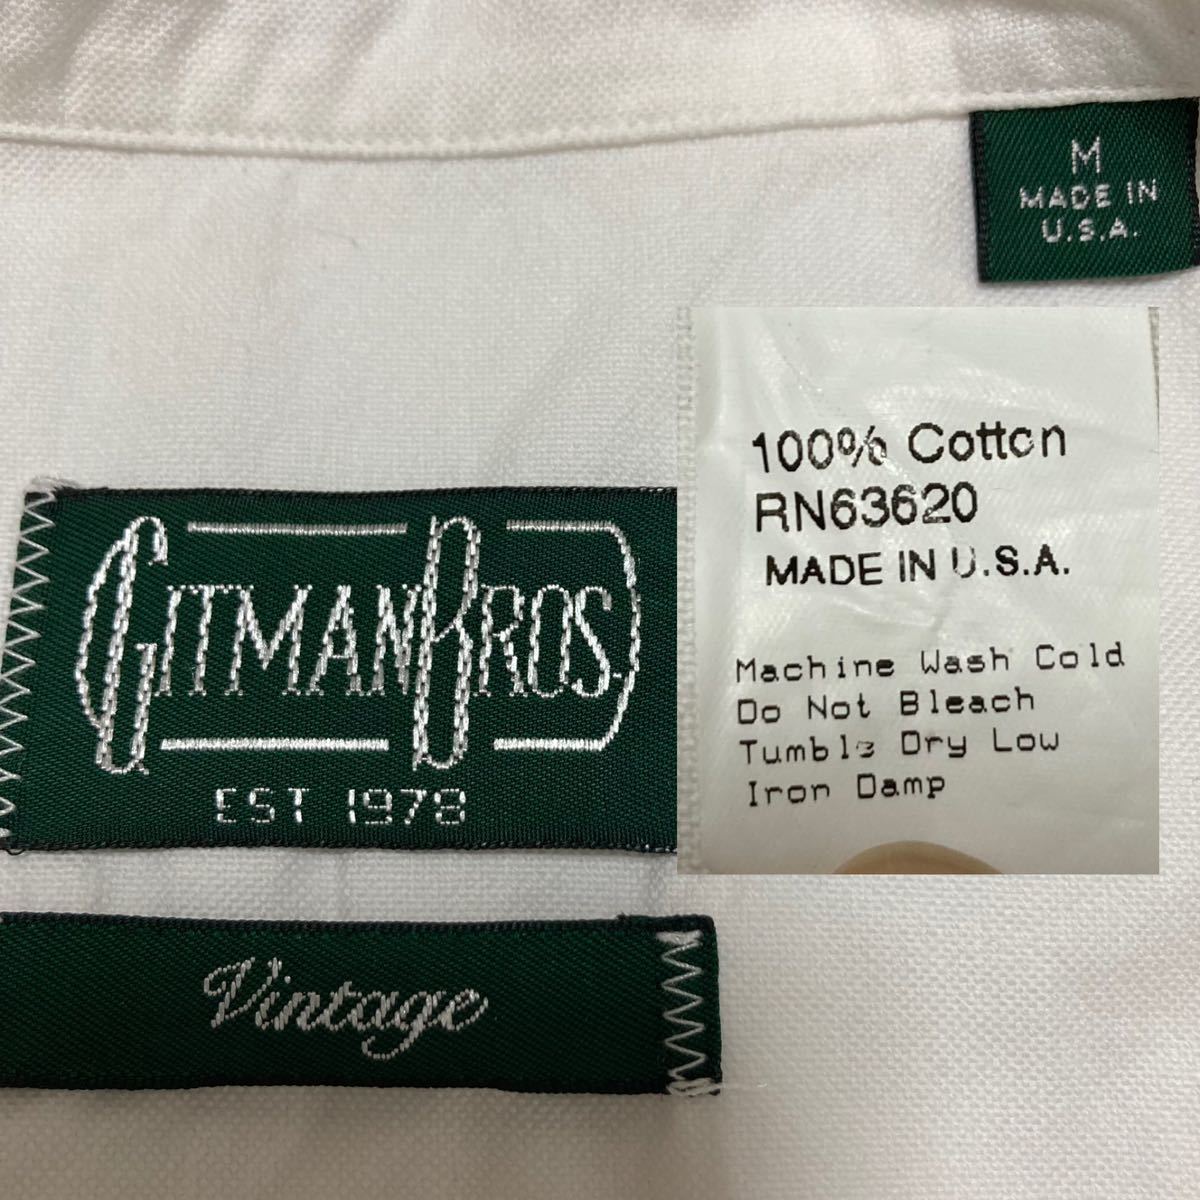 M
MADE IN
U.S.A.
100% Cotton
RN63620
MADE IN U.S.A.
Machine Wash Cold
Do Not Bleach
Tumble Dry Low
Iron Damp
GITMAN BROS.
EST 1978
Vintage